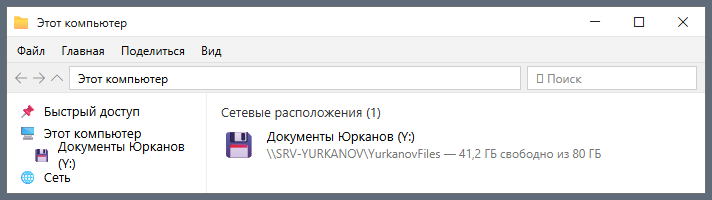 Этот компьютер
Файл Главная Поделиться Вид
Этот компьютер
Поиск
Быстрый доступ
Этот компьютер
Документы Юрканов
(Y:)
Сеть
Сетевые расположения (1)
Документы Юрканов (Y:)
\\SRV-YURKANOV\YurkanovFiles — 41,2 ГБ свободно из 80 ГБ